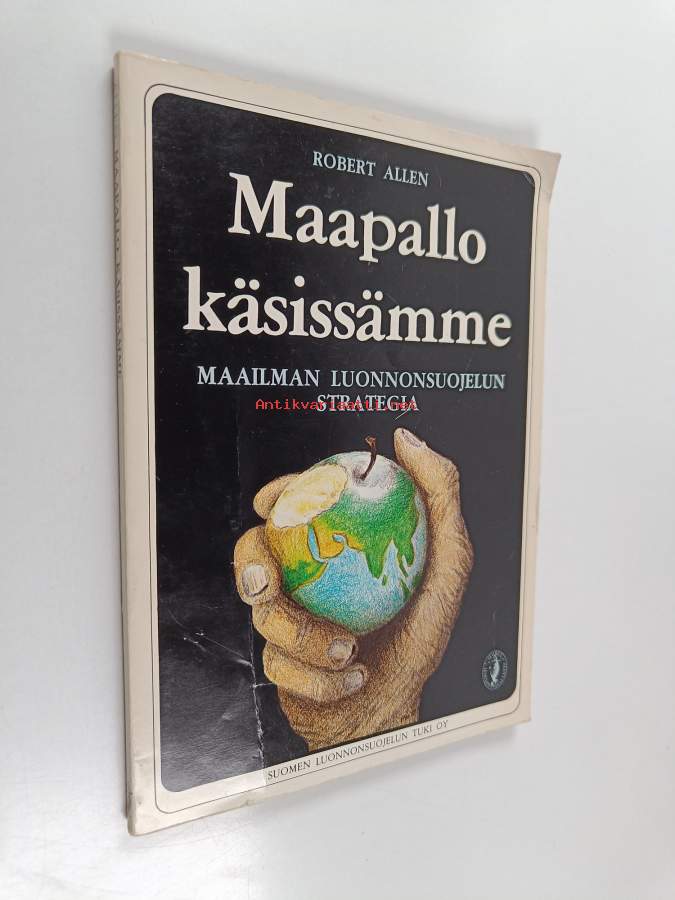 ROBERT ALLEN
Maapallo
käsissämme
MAAILMAN LUONNONSUOJELUN
STRATEGIA
Antikvariaatti.net
SUOMEN LUONNONSUOJELUN TUKI OY
MAAPALLO KÄSISSÄMME